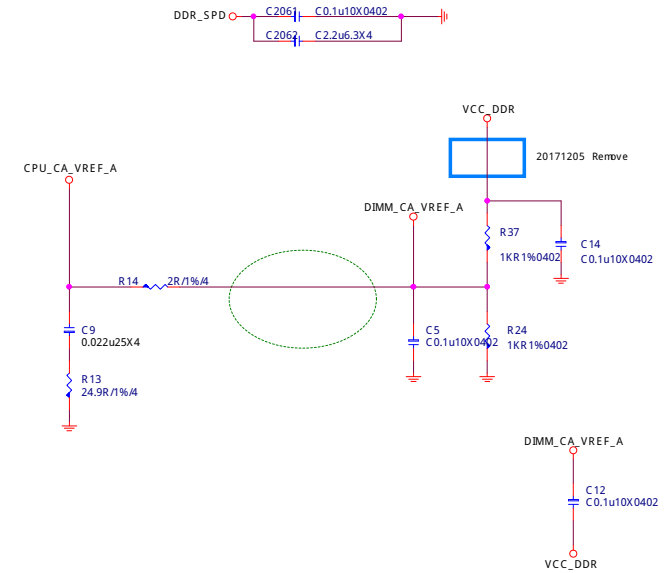 DDR_SPD
C2061 C0.1u10X0402
C2062 C2.2u6.3X4
VCC_DDR
20171205 Remove
CPU_CA_VREF_A
DIMM_CA_VREF_A
R37
1KR1%0402
C14
C0.1u10X0402
R14 2R/1%/4
C9
0.022u25X4
C5
C0.1u10X0402
R24
1KR1%0402
R13
24.9R/1%/4
DIMM_CA_VREF_A
C12
C0.1u10X0402
VCC_DDR